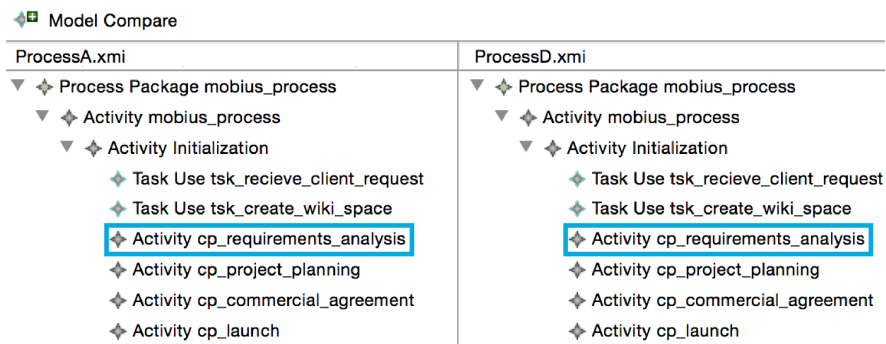 Model Compare
ProcessA.xmi
Process Package mobius_process
Activity mobius_process
Activity Initialization
Task Use tsk_recieve_client_request
Task Use tsk_create_wiki_space
Activity cp_requirements_analysis
Activity cp_project_planning
Activity cp_commercial_agreement
Activity cp_launch
ProcessD.xmi
Process Package mobius_process
Activity mobius_process
Activity Initialization
Task Use tsk_recieve_client_request
Task Use tsk_create_wiki_space
Activity cp_requirements_analysis
Activity cp_project_planning
Activity cp_commercial_agreement
Activity cp_launch